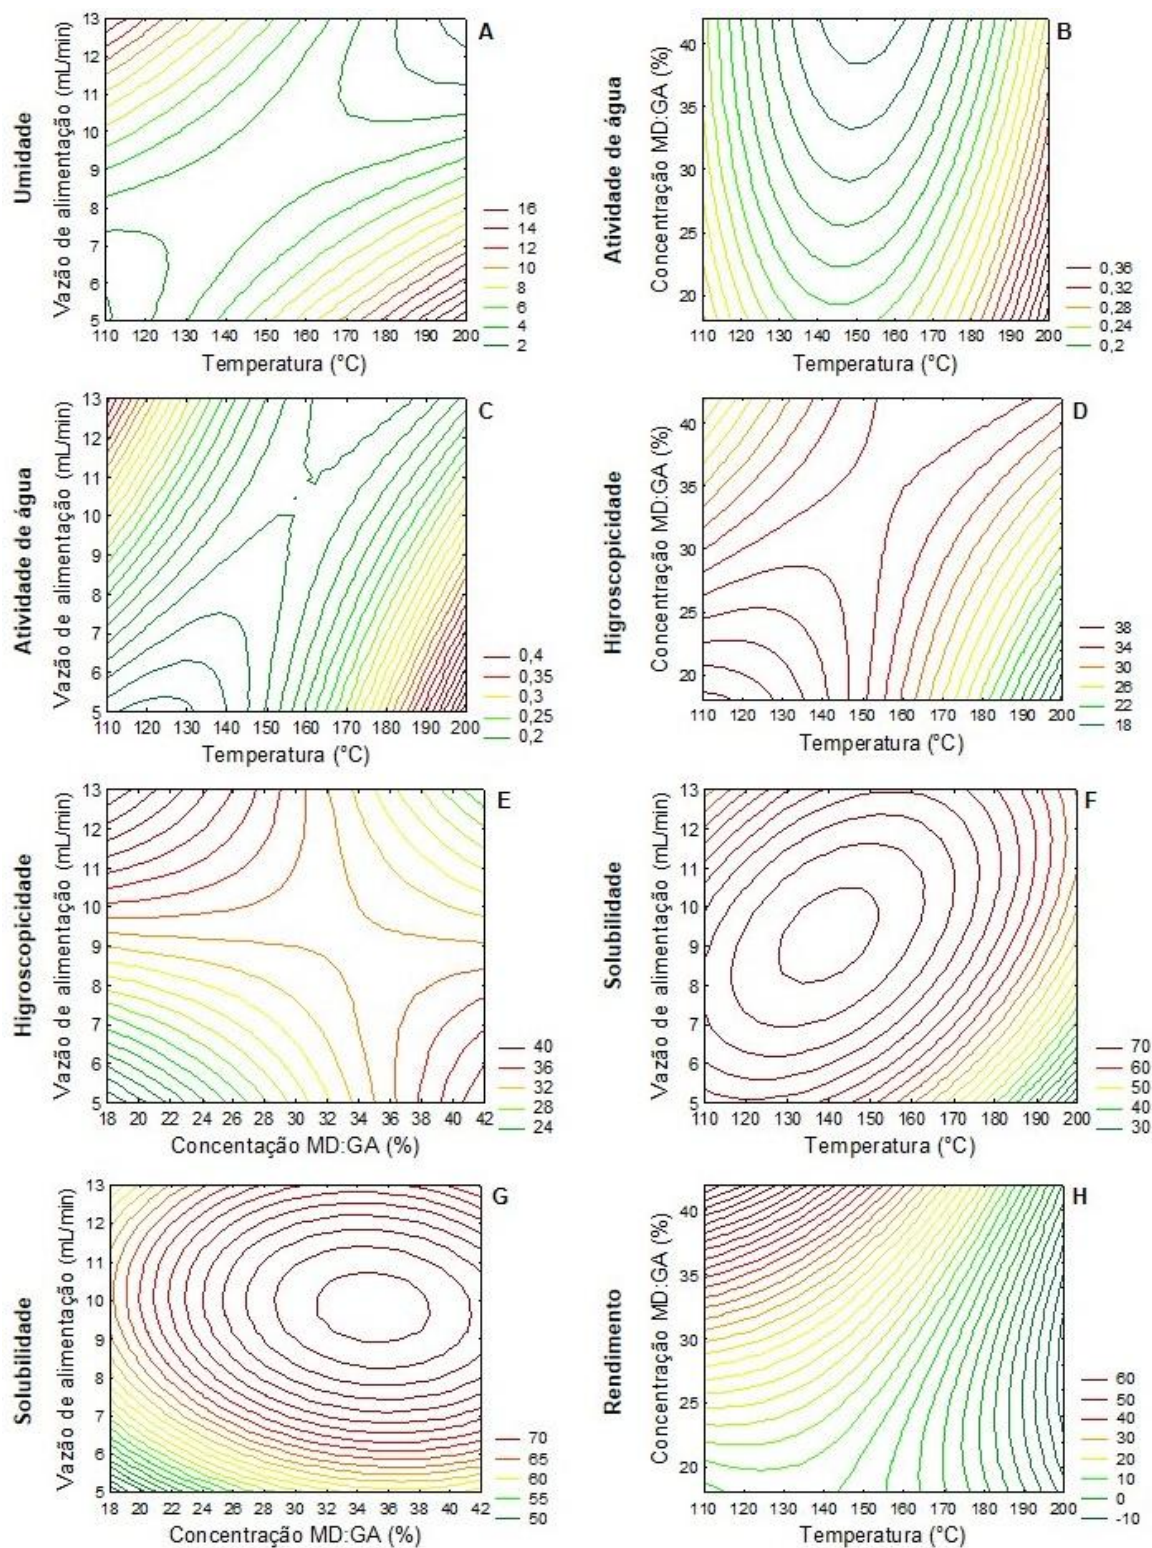 A
Umidade
Vazão de alimentação (mL/min)
13
12
11
10
9
8
7
6
5
110 120 130 140 150 160 170 180 190 200
Temperatura (°C)
16
14
12
10
8
6
4
2
B
Atividade de água
Concentração MD:GA (%)
40
35
30
25
20
110 120 130 140 150 160 170 180 190 200
Temperatura (°C)
0,36
0,32
0,28
0,24
0,2
C
Atividade de água
Vazão de alimentação (mL/min)
13
12
11
10
9
8
7
6
5
110 120 130 140 150 160 170 180 190 200
Temperatura (°C)
0,4
0,35
0,3
0,25
0,2
D
Higroscopicidade
Concentração MD:GA (%)
40
35
30
25
20
110 120 130 140 150 160 170 180 190 200
Temperatura (°C)
38
34
30
26
22
18
E
Higroscopicidade
Vazão de alimentação (mL/min)
13
12
11
10
9
8
7
6
5
18 20 22 24 26 28 30 32 34 36 38 40 42
Concentação MD:GA (%)
40
36
32
28
24
F
Solubilidade
Vazão de alimentação (mL/min)
13
12
11
10
9
8
7
6
5
110 120 130 140 150 160 170 180 190 200
Temperatura (°C)
70
60
50
40
30
G
Solubilidade
Vazão de alimentação (mL/min)
13
12
11
10
9
8
7
6
5
18 20 22 24 26 28 30 32 34 36 38 40 42
Concentração MD:GA (%)
70
65
60
55
50
H
Rendimento
Concentração MD:GA (%)
40
35
30
25
20
110 120 130 140 150 160 170 180 190 200
Temperatura (°C)
60
50
40
30
20
10
0
-10